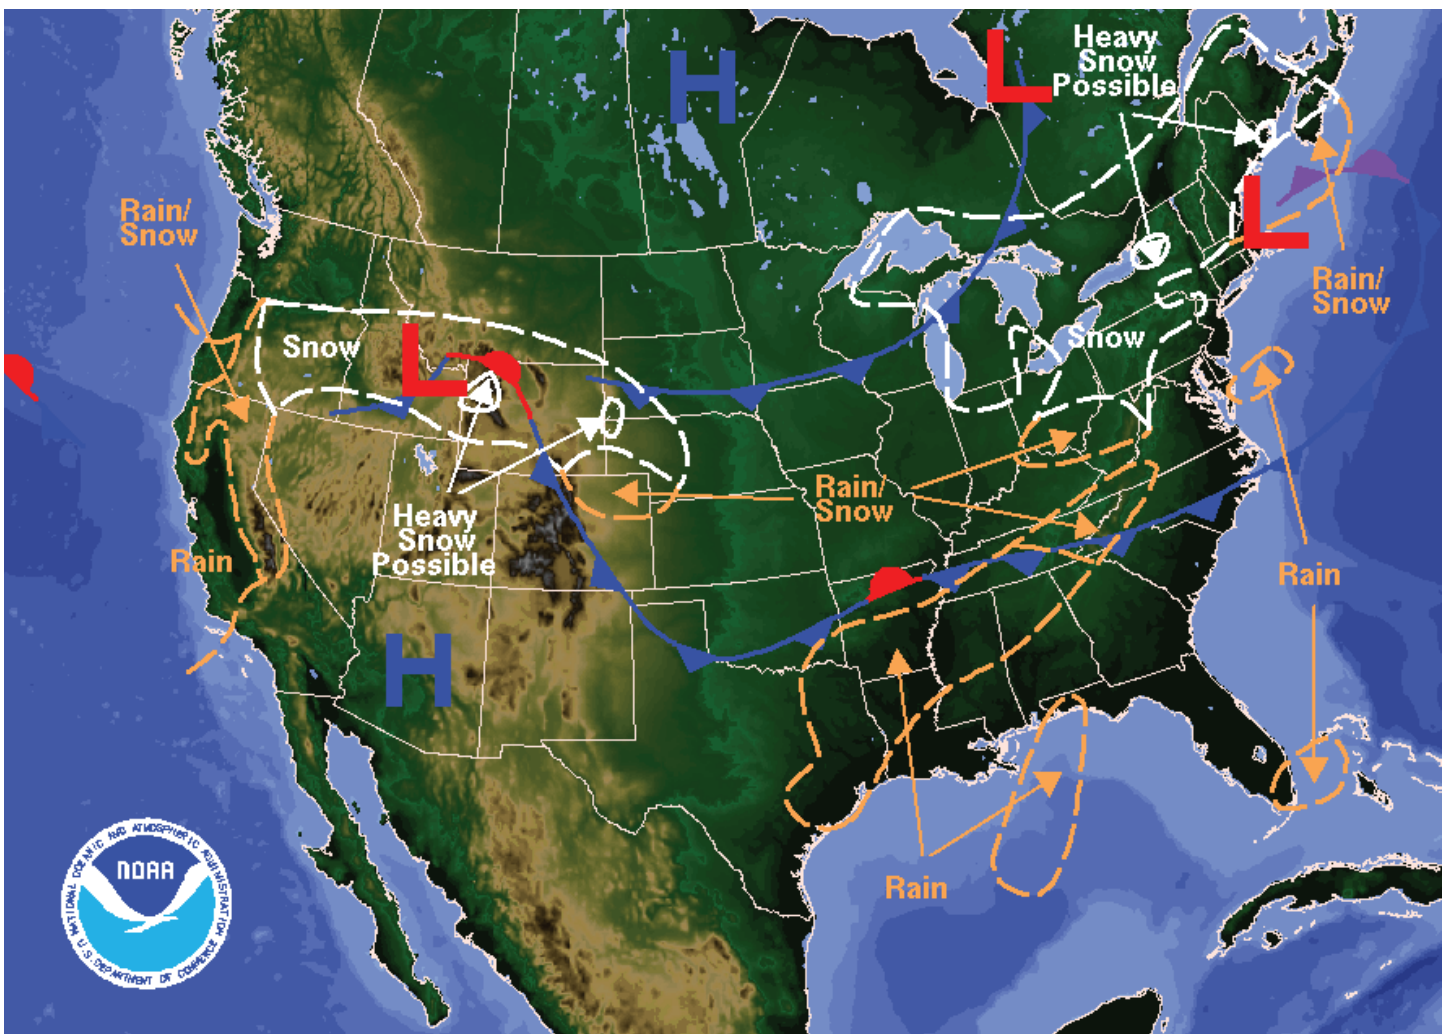 H
L
Heavy
Snow
Possible
Rain/
Snow
L
Rain/
Snow
Snow
L
Snow
Rain/
Snow
Heavy
Snow
Possible
Rain
Rain
H
Rain
NOAA
NATIONAL OCEANIC AND ATMOSPHERIC ADMINISTRATION
U.S. DEPARTMENT OF COMMERCE